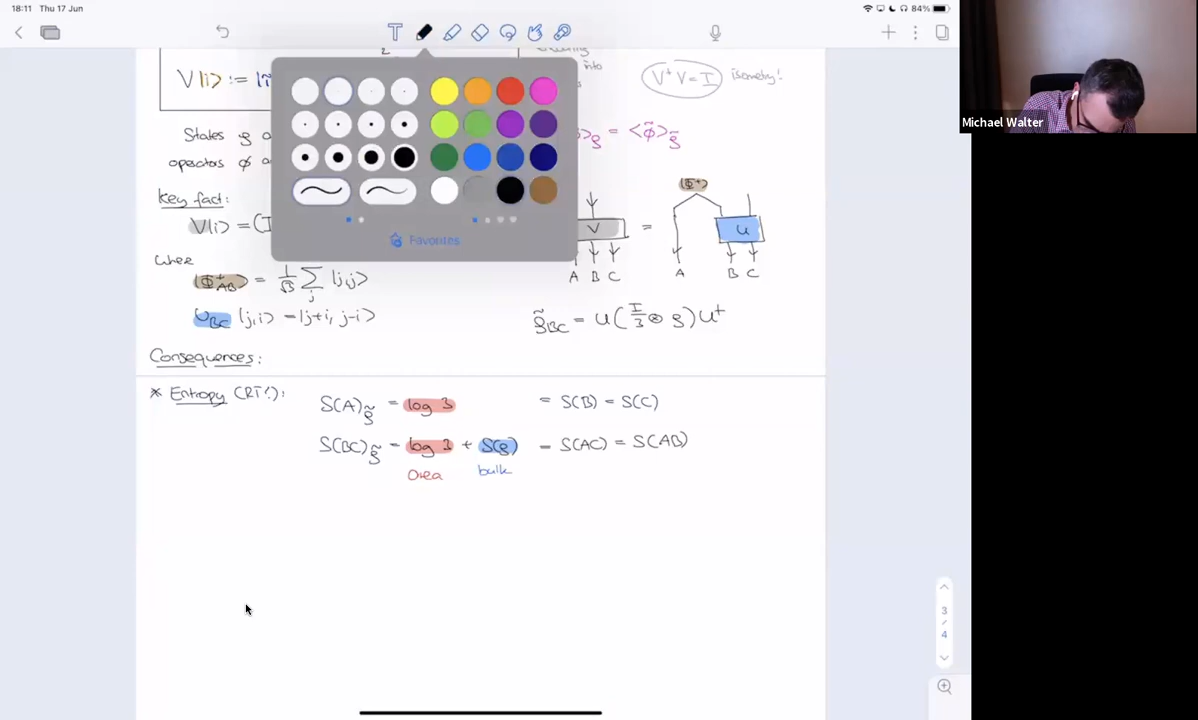 18:11 Thu 17 Jun
84%
V|i⟩ :=
into
V†V = I isometry!
States ρ
operators ϕ
= <ϕ̃>ρ̃
Key fact:
V|i⟩ = (I
V
=
|Φ⁺⟩
U
A B C
A
B C
where
|Φ⁺AB⟩ = 1/√3 ∑j |j,j⟩
UBC |j,i⟩ = |j+i, j-i⟩
ρ̃BC = U(I/3 ⊗ ρ)U†
Consequences:
* Entropy (RT!):
S(A)ρ̃ = log 3 = S(B) = S(C)
S(BC)ρ̃ = log 3 + S(ρ) = S(AC) = S(AB)
area
bulk
Favorites
3
/
4
Michael Walter